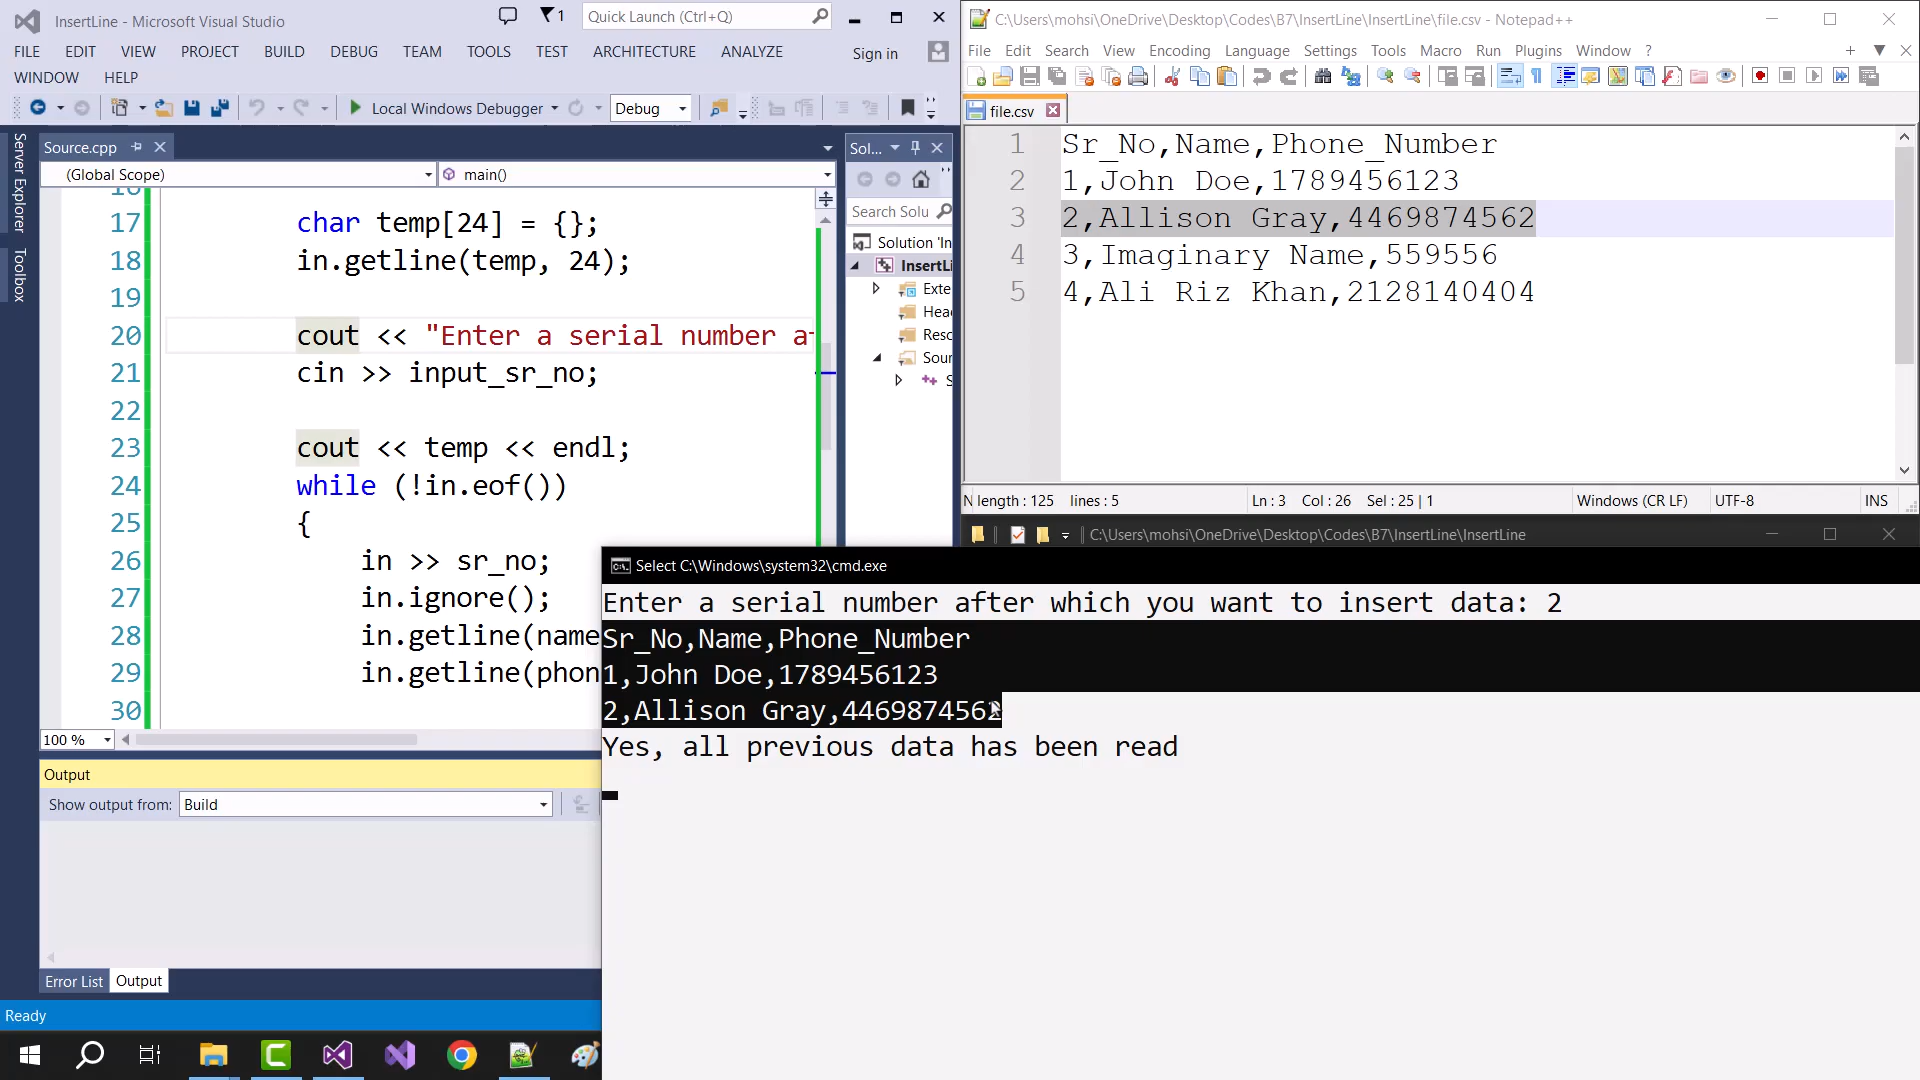 InsertLine - Microsoft Visual Studio
1
Quick Launch (Ctrl+Q)
FILE EDIT VIEW PROJECT BUILD DEBUG TEAM TOOLS TEST ARCHITECTURE ANALYZE
Sign in
WINDOW HELP
Local Windows Debugger
Debug
Server Explorer
Toolbox
Source.cpp
(Global Scope)
main()
16
17 char temp[24] = {};
18 in.getline(temp, 24);
19
20 cout << "Enter a serial number a
21 cin >> input_sr_no;
22
23 cout << temp << endl;
24 while (!in.eof())
25 {
26 in >> sr_no;
27 in.ignore();
28 in.getline(name
29 in.getline(phon
30
100 %
Sol...
Search Solu
Solution 'In
InsertLi
Exte
Hea
Reso
Sour
S
Output
Show output from: Build
Error List Output
Ready
C:\Users\mohsi\OneDrive\Desktop\Codes\B7\InsertLine\InsertLine\file.csv - Notepad++
File Edit Search View Encoding Language Settings Tools Macro Run Plugins Window ?
file.csv
1 Sr_No,Name,Phone_Number
2 1,John Doe,1789456123
3 2,Allison Gray,4469874562
4 3,Imaginary Name,559556
5 4,Ali Riz Khan,2128140404
N length : 125 lines : 5 Ln : 3 Col : 26 Sel : 25 | 1 Windows (CR LF) UTF-8 INS
C:\Users\mohsi\OneDrive\Desktop\Codes\B7\InsertLine\InsertLine
Select C:\Windows\system32\cmd.exe
Enter a serial number after which you want to insert data: 2
Sr_No,Name,Phone_Number
1,John Doe,1789456123
2,Allison Gray,4469874562
Yes, all previous data has been read